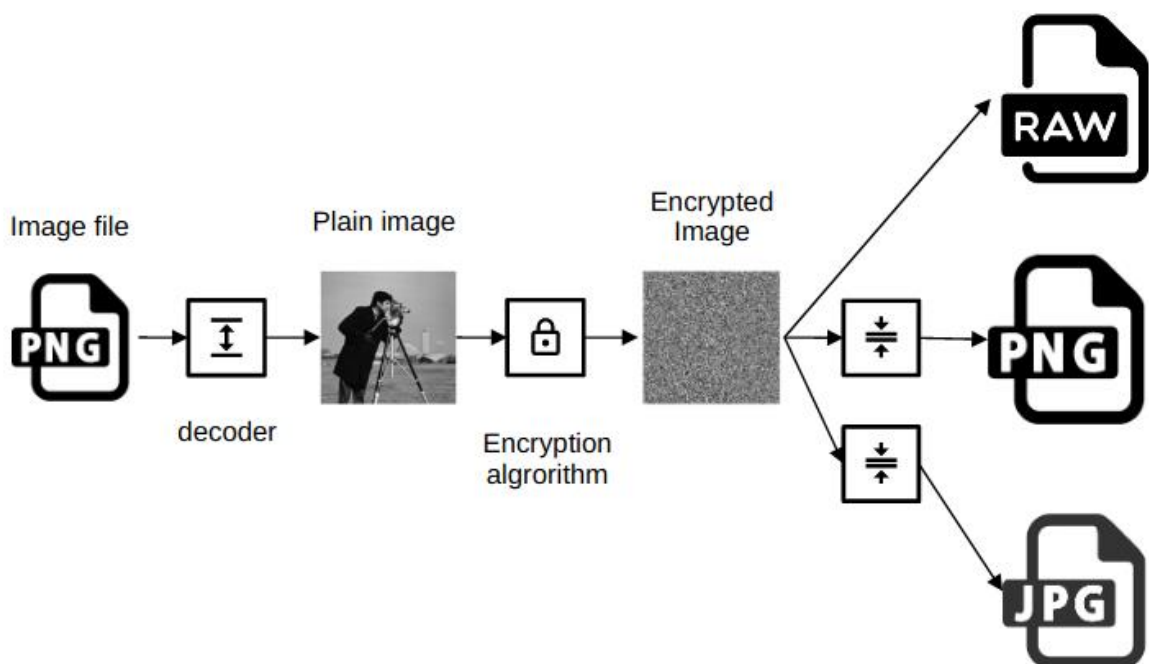 RAW
Image file
Plain image
Encrypted
Image
PNG
PNG
decoder
Encryption
algrorithm
JPG